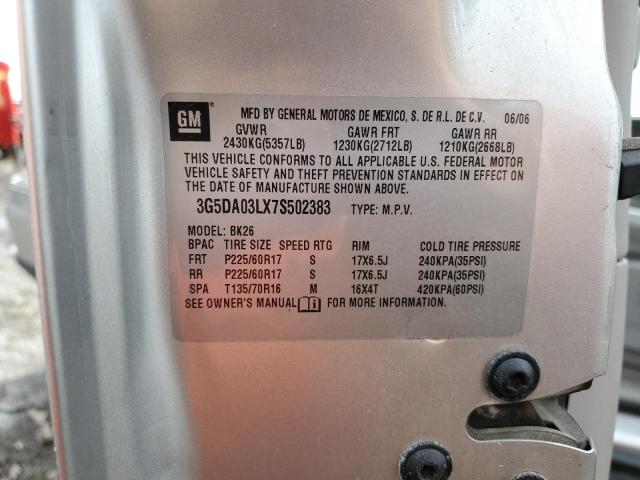 GM
MFD BY GENERAL MOTORS DE MEXICO, S. DE R.L. DE C.V. 06/06
GVWR GAWR FRT GAWR RR
2430KG(5357LB) 1230KG(2712LB) 1210KG(2668LB)
THIS VEHICLE CONFORMS TO ALL APPLICABLE U.S. FEDERAL MOTOR
VEHICLE SAFETY AND THEFT PREVENTION STANDARDS IN EFFECT ON
THE DATE OF MANUFACTURE SHOWN ABOVE.
3G5DA03LX7S502383 TYPE: M.P.V.
MODEL: BK26
BPAC TIRE SIZE SPEED RTG RIM COLD TIRE PRESSURE
FRT P225/60R17 S 17X6.5J 240KPA(35PSI)
RR P225/60R17 S 17X6.5J 240KPA(35PSI)
SPA T135/70R16 M 16X4T 420KPA(60PSI)
SEE OWNER'S MANUAL FOR MORE INFORMATION.